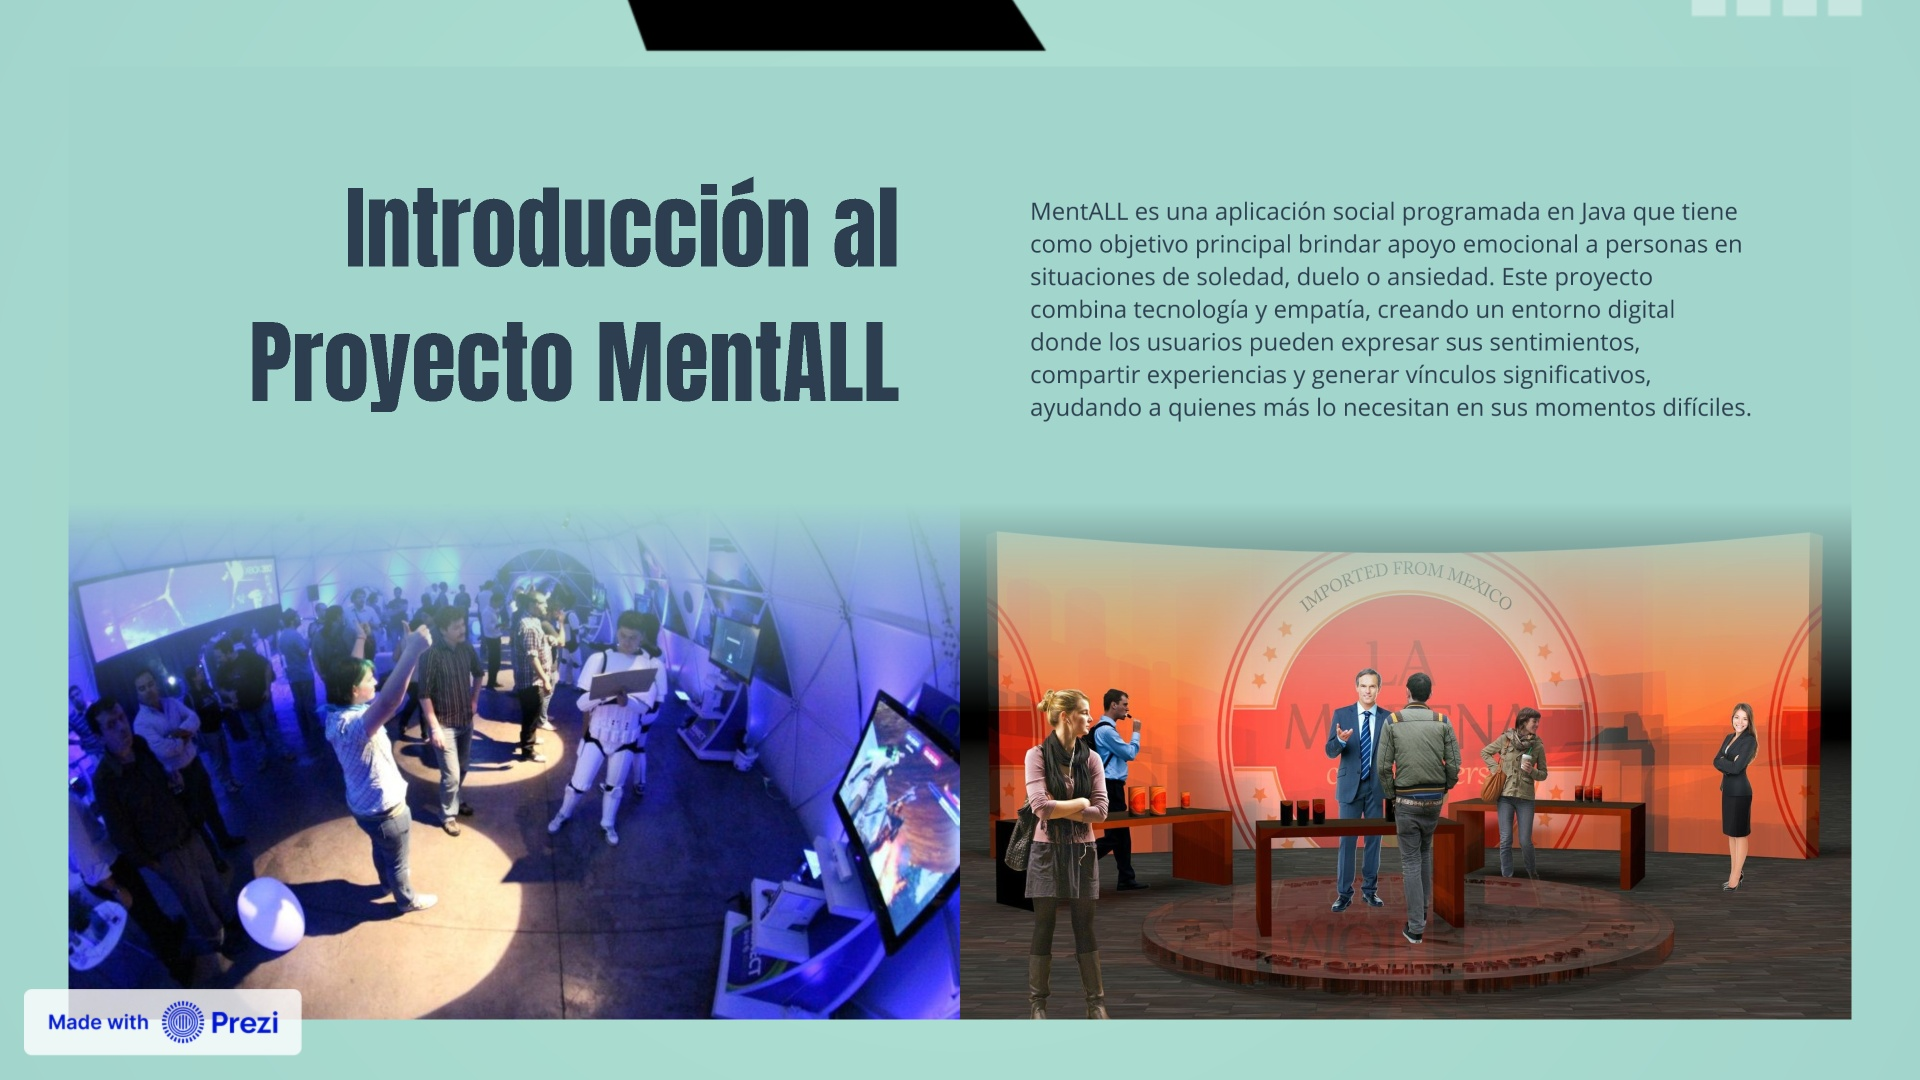 Introducción al
Proyecto MentALL
MentALL es una aplicación social programada en Java que tiene
como objetivo principal brindar apoyo emocional a personas en
situaciones de soledad, duelo o ansiedad. Este proyecto
combina tecnología y empatía, creando un entorno digital
donde los usuarios pueden expresar sus sentimientos,
compartir experiencias y generar vínculos significativos,
ayudando a quienes más lo necesitan en sus momentos difíciles.
IMPORTED FROM MEXICO
LA
Made with Prezi